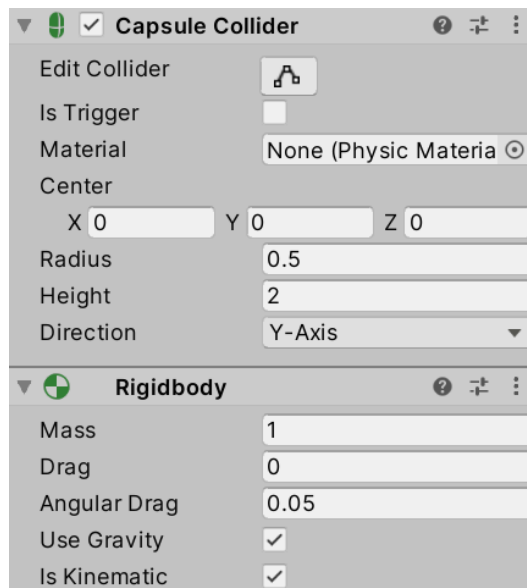 Capsule Collider
Edit Collider
Is Trigger
Material None (Physic Materia
Center
X 0 Y 0 Z 0
Radius 0.5
Height 2
Direction Y-Axis
Rigidbody
Mass 1
Drag 0
Angular Drag 0.05
Use Gravity
Is Kinematic